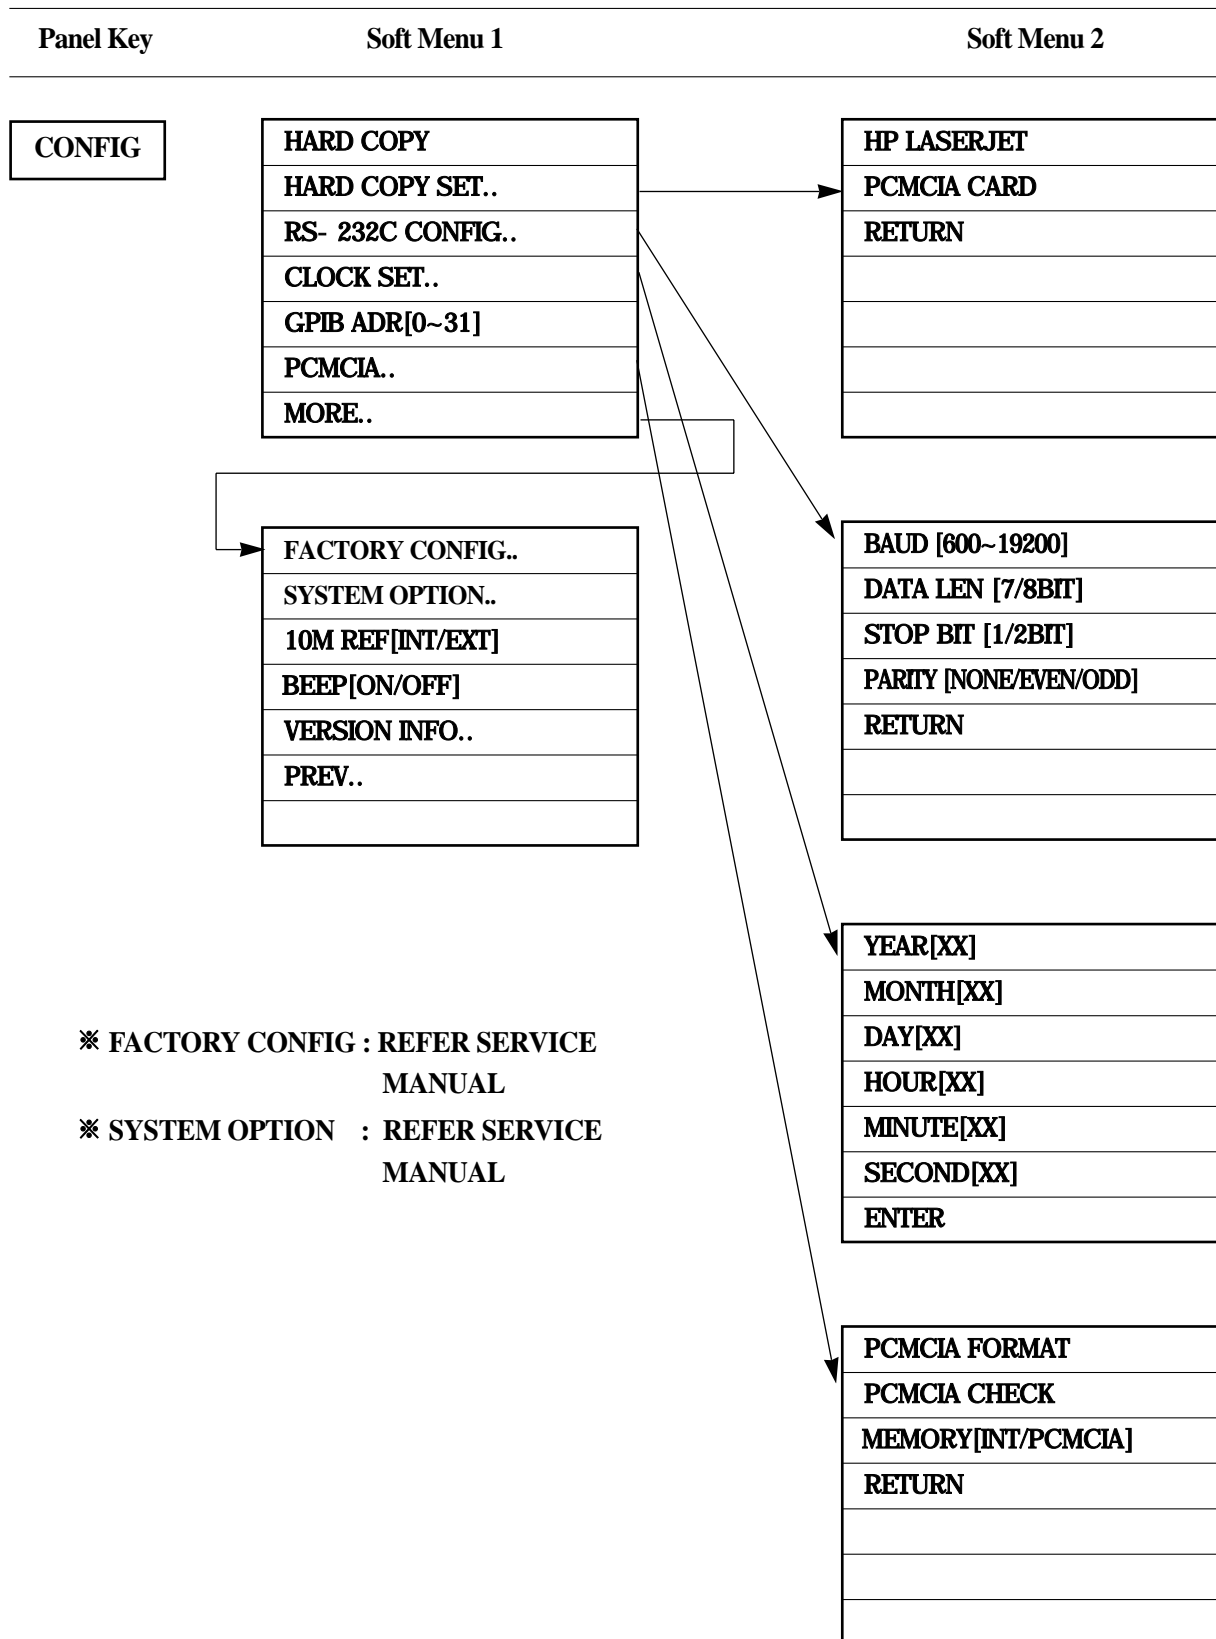 Panel Key Soft Menu 1 Soft Menu 2
CONFIG
HARD COPY
HARD COPY SET..
RS- 232C CONFIG..
CLOCK SET..
GPIB ADR[0~31]
PCMCIA..
MORE..
FACTORY CONFIG..
SYSTEM OPTION..
10M REF[INT/EXT]
BEEP[ON/OFF]
VERSION INFO..
PREV..
※ FACTORY CONFIG : REFER SERVICE
MANUAL
※ SYSTEM OPTION : REFER SERVICE
MANUAL
HP LASERJET
PCMCIA CARD
RETURN
BAUD [600~19200]
DATA LEN [7/8BIT]
STOP BIT [1/2BIT]
PARITY [NONE/EVEN/ODD]
RETURN
YEAR[XX]
MONTH[XX]
DAY[XX]
HOUR[XX]
MINUTE[XX]
SECOND[XX]
ENTER
PCMCIA FORMAT
PCMCIA CHECK
MEMORY[INT/PCMCIA]
RETURN